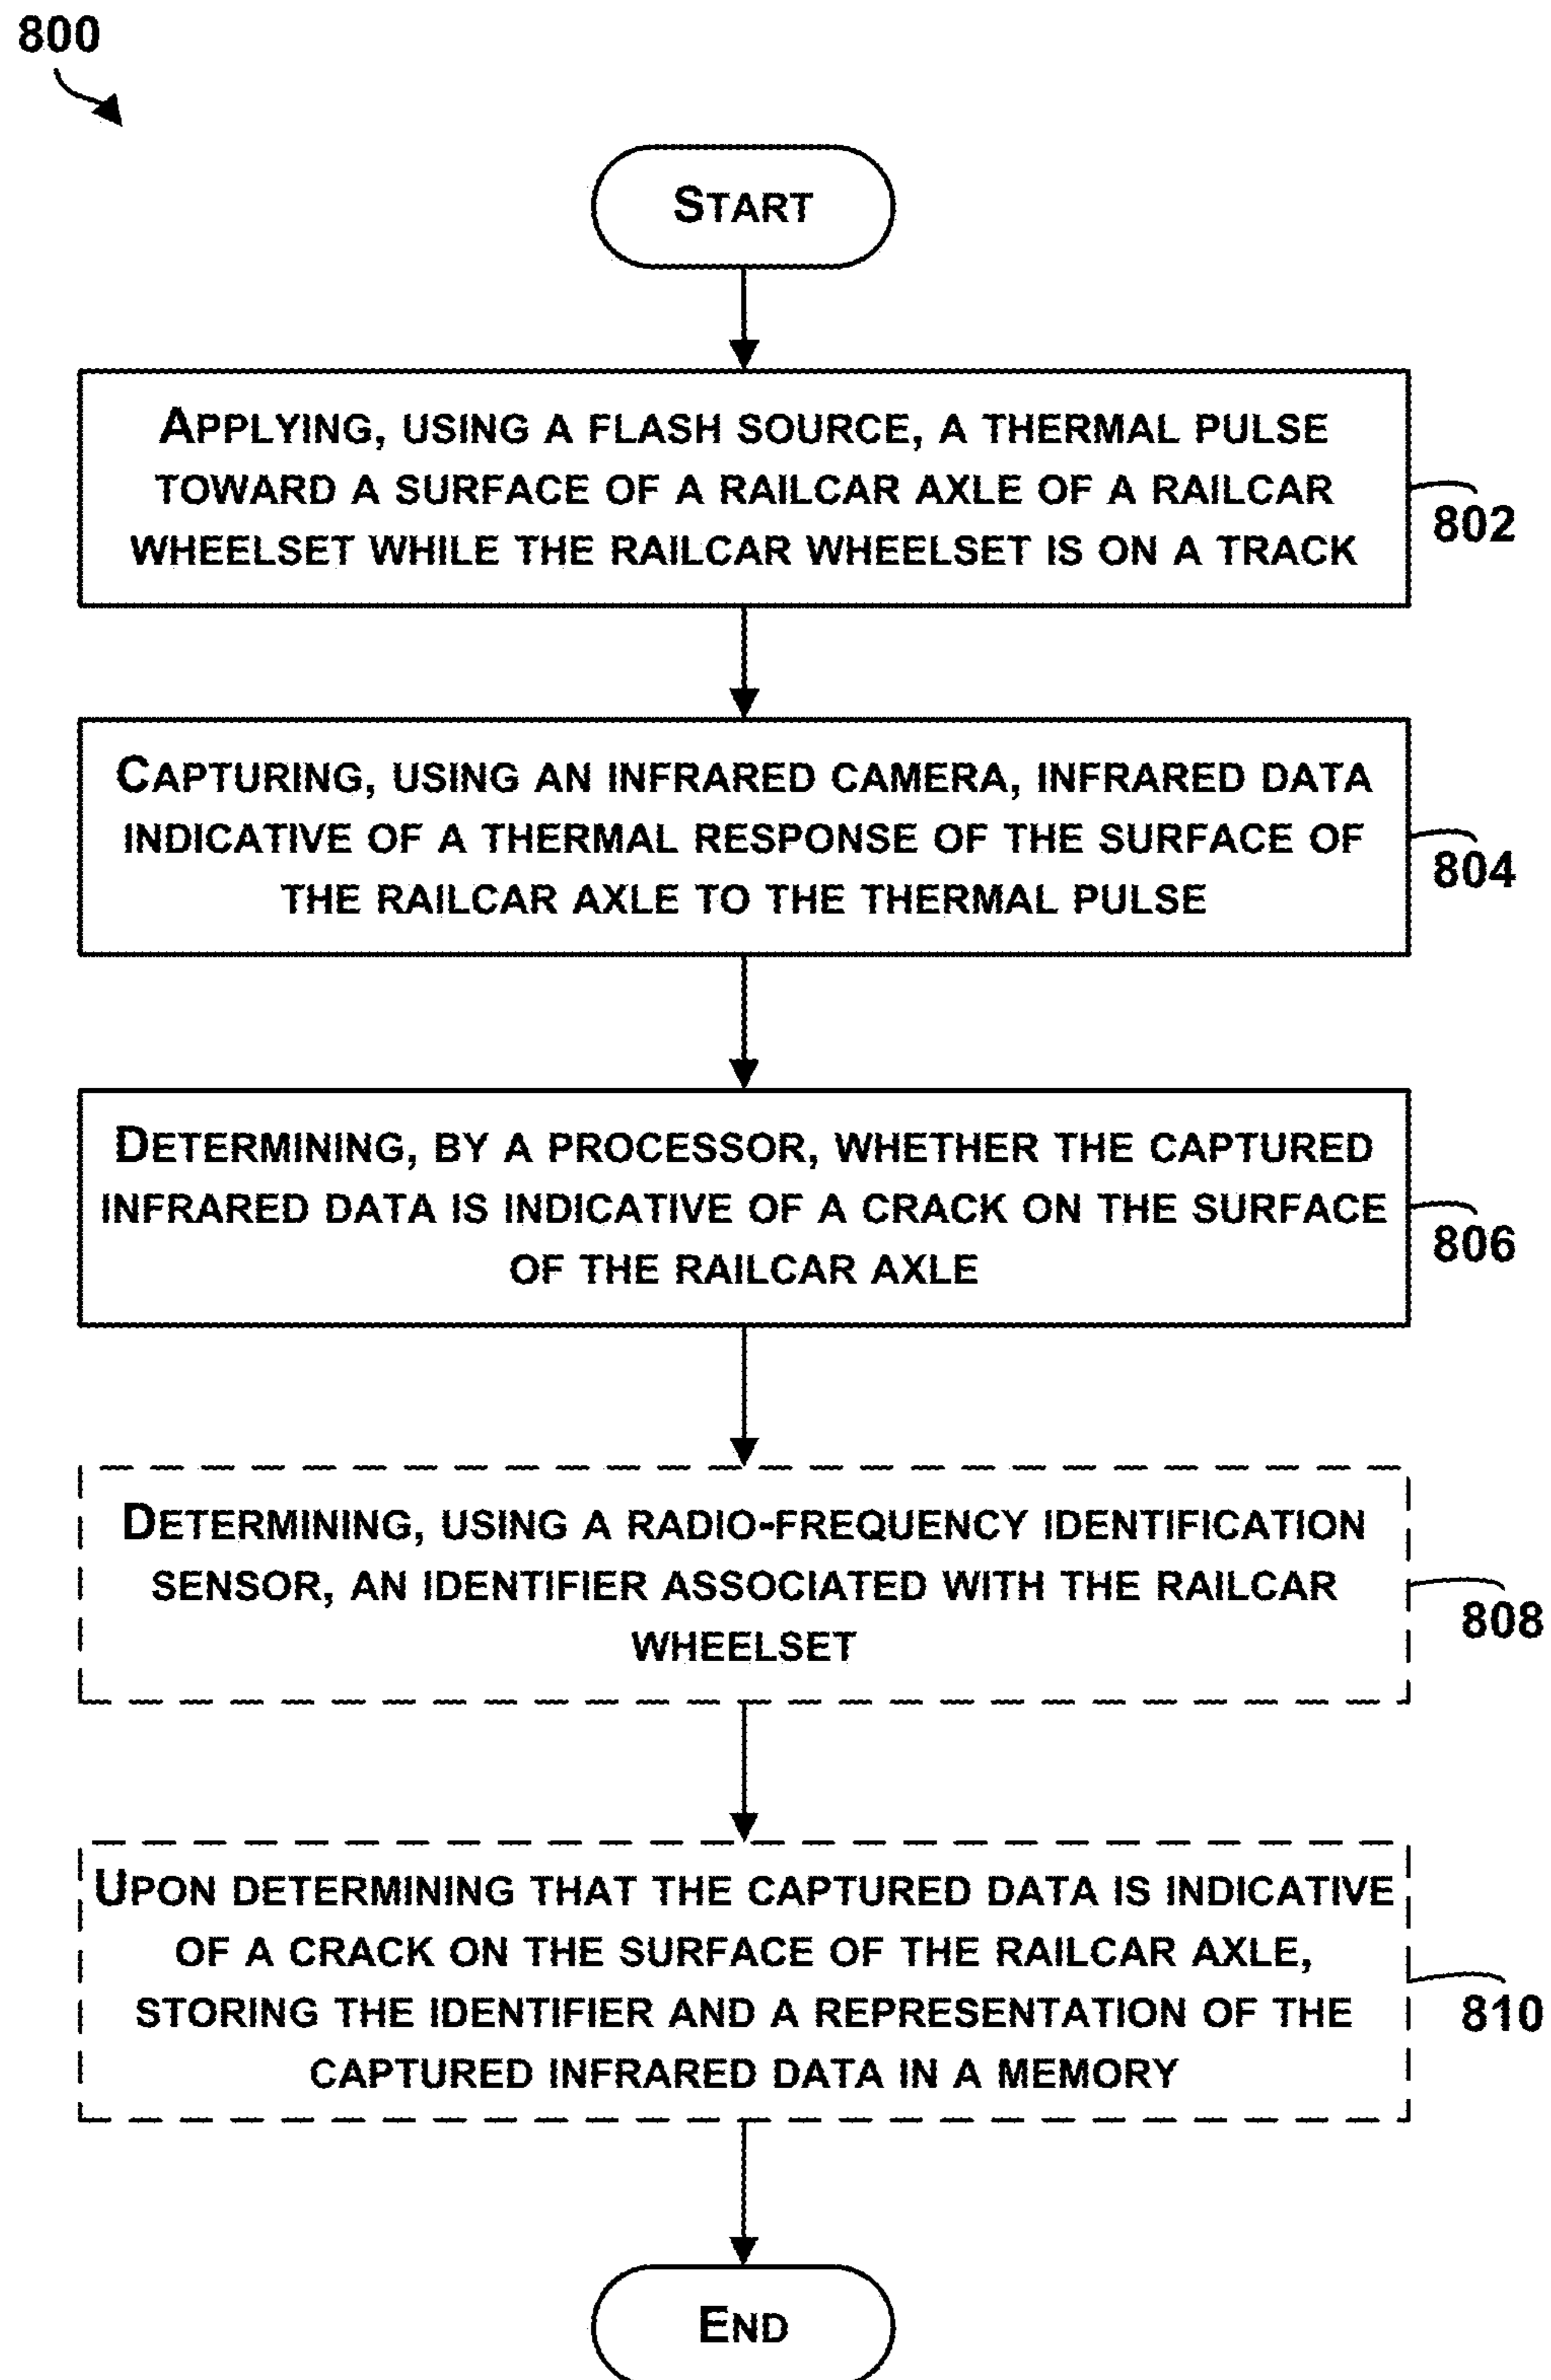 800
START
APPLYING, USING A FLASH SOURCE, A THERMAL PULSE
TOWARD A SURFACE OF A RAILCAR AXLE OF A RAILCAR
WHEELSET WHILE THE RAILCAR WHEELSET IS ON A TRACK
802
CAPTURING, USING AN INFRARED CAMERA, INFRARED DATA
INDICATIVE OF A THERMAL RESPONSE OF THE SURFACE OF
THE RAILCAR AXLE TO THE THERMAL PULSE
804
DETERMINING, BY A PROCESSOR, WHETHER THE CAPTURED
INFRARED DATA IS INDICATIVE OF A CRACK ON THE SURFACE
OF THE RAILCAR AXLE
806
DETERMINING, USING A RADIO-FREQUENCY IDENTIFICATION
SENSOR, AN IDENTIFIER ASSOCIATED WITH THE RAILCAR
WHEELSET
808
UPON DETERMINING THAT THE CAPTURED DATA IS INDICATIVE
OF A CRACK ON THE SURFACE OF THE RAILCAR AXLE,
STORING THE IDENTIFIER AND A REPRESENTATION OF THE
CAPTURED INFRARED DATA IN A MEMORY
810
END